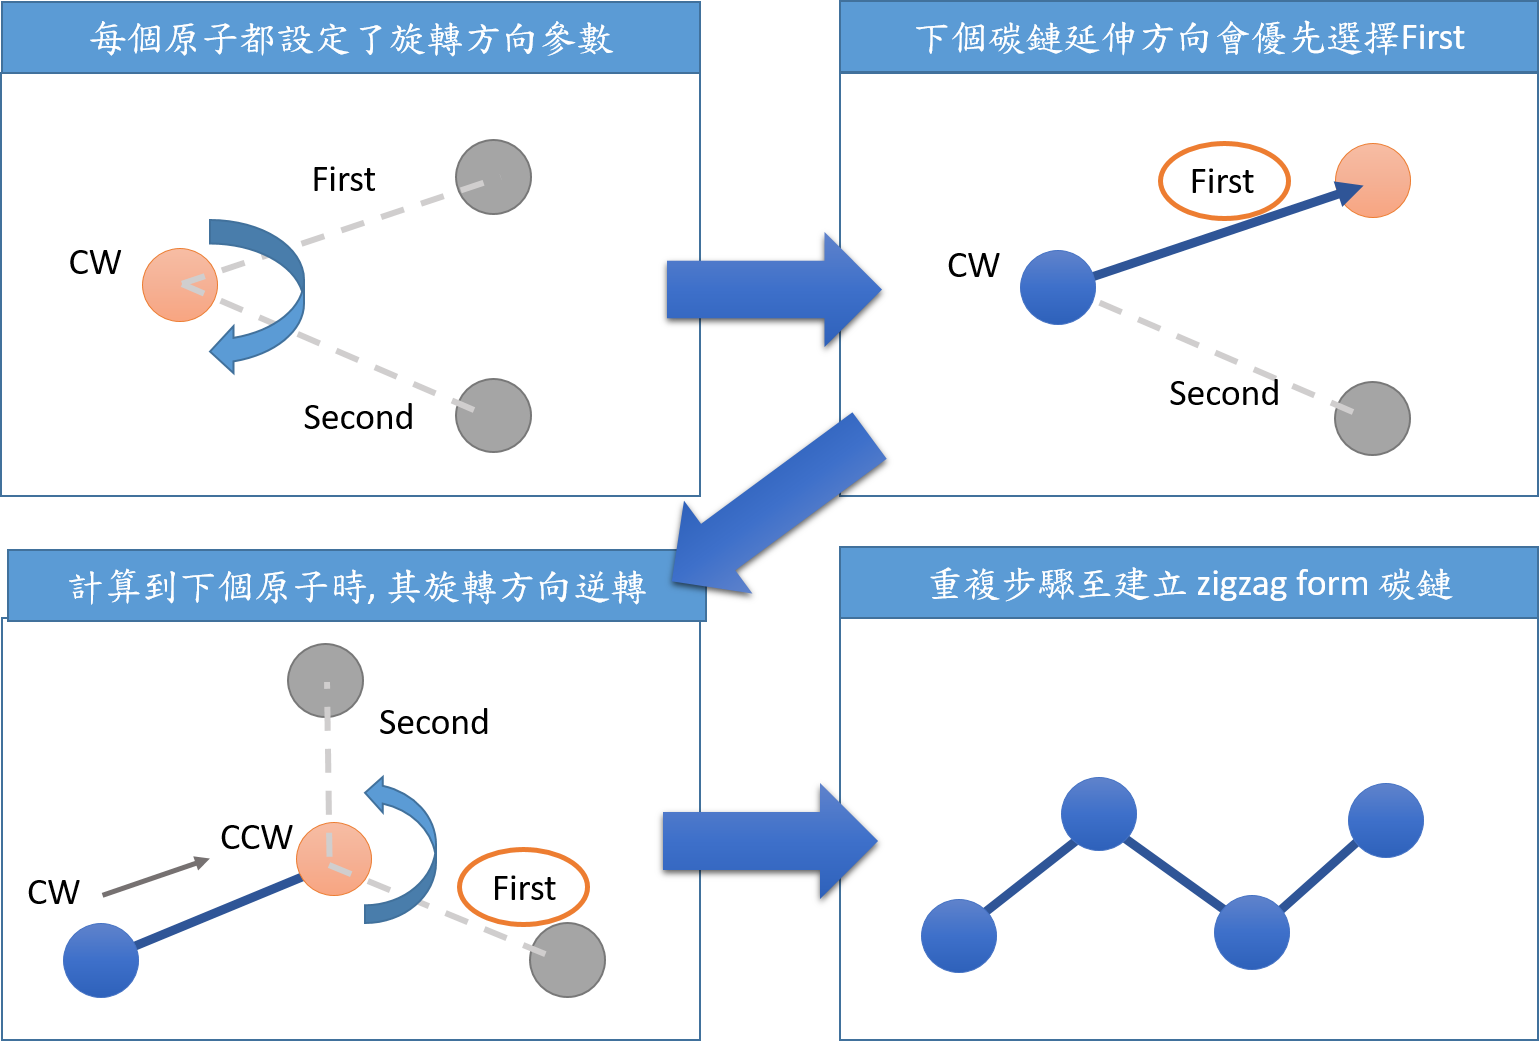 每個原子都設定了旋轉方向參數
First
CW
Second
下個碳鏈延伸方向會優先選擇First
First
CW
Second
計算到下個原子時, 其旋轉方向逆轉
Second
CCW
First
CW
重複步驟至建立 zigzag form 碳鏈